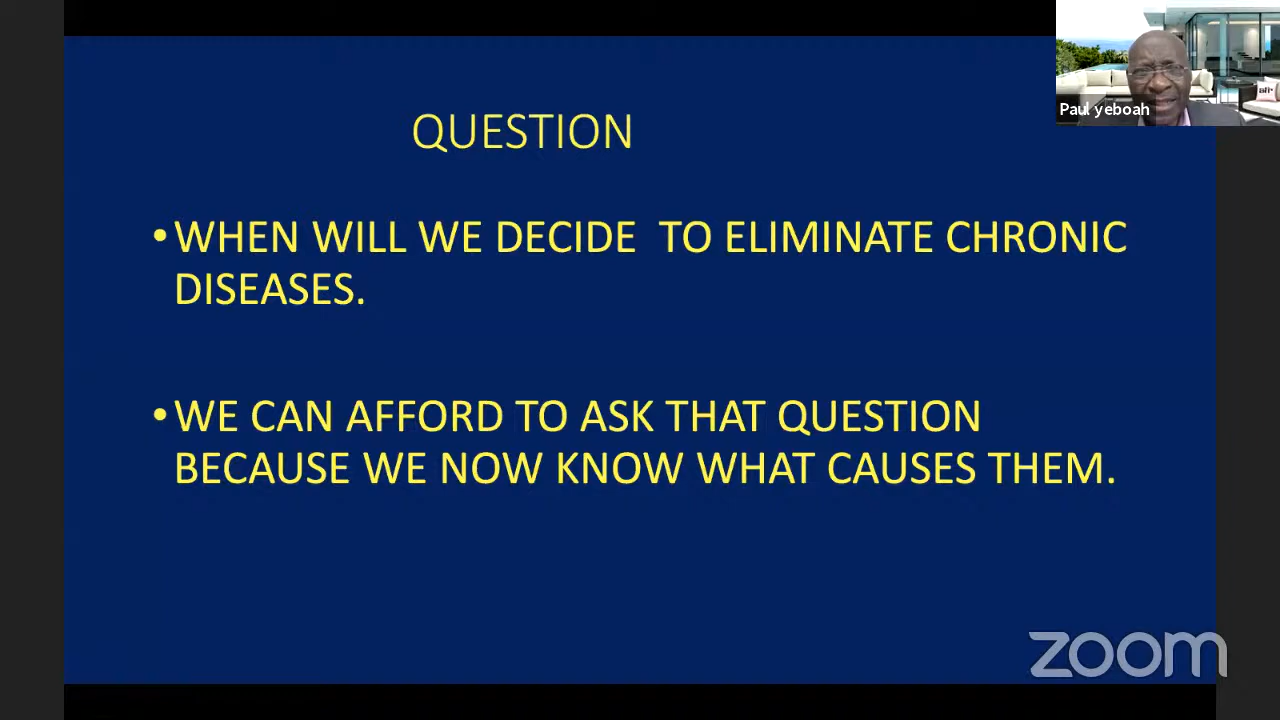 Paul yeboah
QUESTION
•WHEN WILL WE DECIDE TO ELIMINATE CHRONIC
DISEASES.
•WE CAN AFFORD TO ASK THAT QUESTION
BECAUSE WE NOW KNOW WHAT CAUSES THEM.
zoom